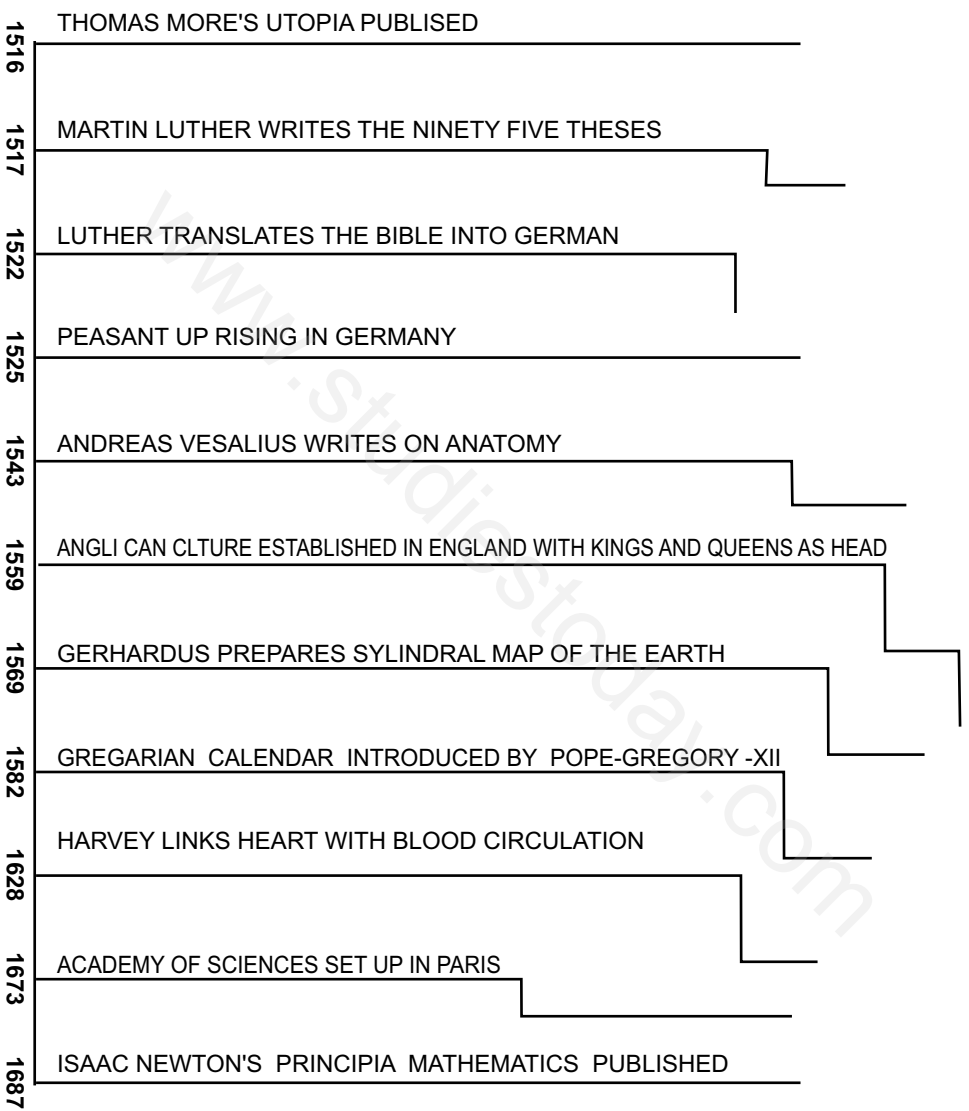 1516 THOMAS MORE'S UTOPIA PUBLISED
1517 MARTIN LUTHER WRITES THE NINETY FIVE THESES
1522 LUTHER TRANSLATES THE BIBLE INTO GERMAN
1525 PEASANT UP RISING IN GERMANY
1543 ANDREAS VESALIUS WRITES ON ANATOMY
1559 ANGLI CAN CLTURE ESTABLISHED IN ENGLAND WITH KINGS AND QUEENS AS HEAD
1569 GERHARDUS PREPARES SYLINDRAL MAP OF THE EARTH
1582 GREGARIAN CALENDAR INTRODUCED BY POPE-GREGORY -XII
1628 HARVEY LINKS HEART WITH BLOOD CIRCULATION
1673 ACADEMY OF SCIENCES SET UP IN PARIS
1687 ISAAC NEWTON'S PRINCIPIA MATHEMATICS PUBLISHED
www.studiestoday.com